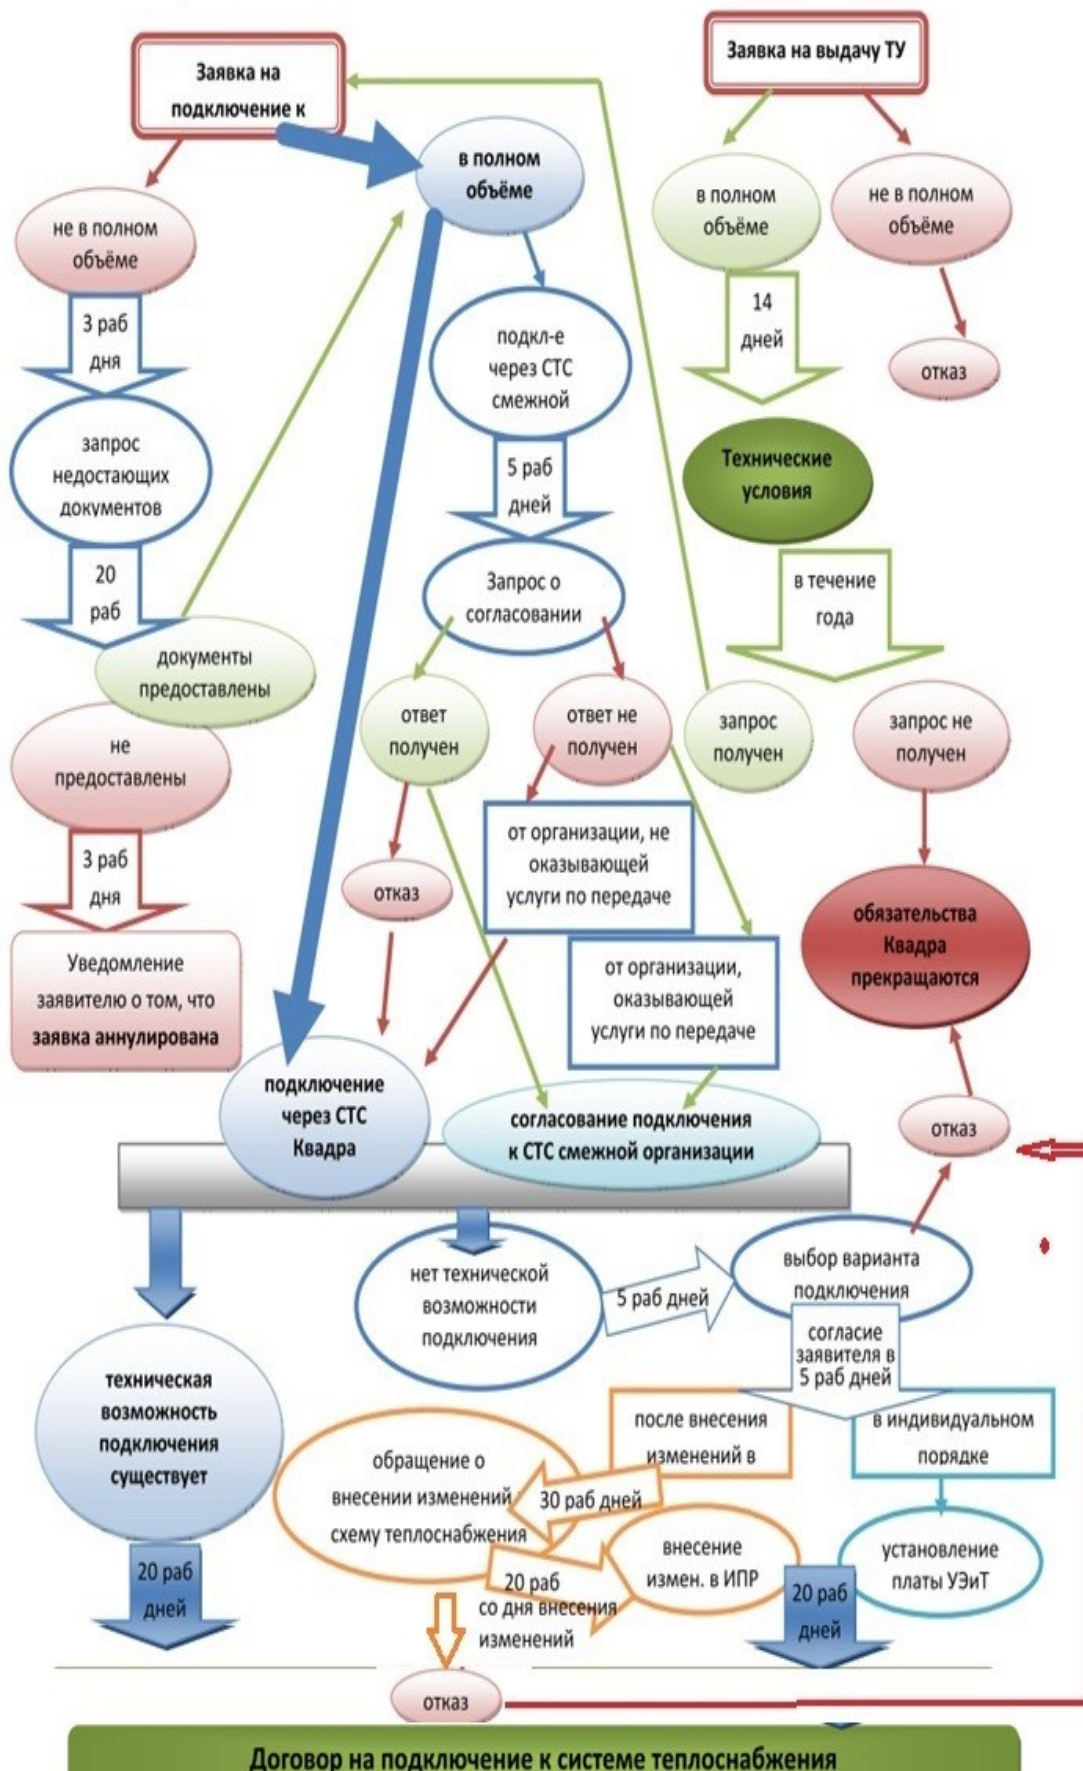 Заявка на
подключение к
Заявка на выдачу ТУ
в полном
объёме
в полном
объёме
не в полном
объёме
не в полном
объёме
3 раб
дня
14
дней
подкл-е
через СТС
смежной
отказ
запрос
недостающих
документов
5 раб
дней
Технические
условия
20
раб
Запрос о
согласовании
в течение
года
документы
предоставлены
ответ
получен
ответ не
получен
запрос
получен
запрос не
получен
не
предоставлены
3 раб
дня
отказ
от организации, не
оказывающей
услуги по передаче
обязательства
Квадра
прекращаются
Уведомление
заявителю о том, что
заявка аннулирована
от организации,
оказывающей
услуги по передаче
подключение
через СТС
Квадра
согласование подключения
к СТС смежной организации
отказ
нет технической
возможности
подключения
5 раб дней
выбор варианта
подключения
согласие
заявителя в
5 раб дней
техническая
возможность
подключения
существует
после внесения
изменений в
в индивидуальном
порядке
обращение о
внесении изменений
схему теплоснабжения
30 раб дней
внесение
измен. в ИПР
установление
платы УЭиТ
20 раб
дней
20 раб
со дня внесения
изменений
20 раб
дней
отказ
Договор на подключение к системе теплоснабжения